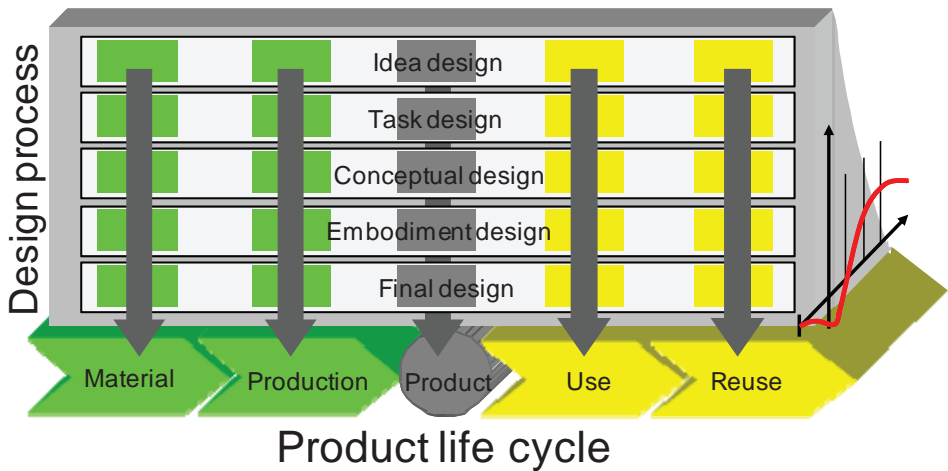 Design process
Idea design
Task design
Conceptual design
Embodiment design
Final design
Material
Production
Product
Use
Reuse
Product life cycle